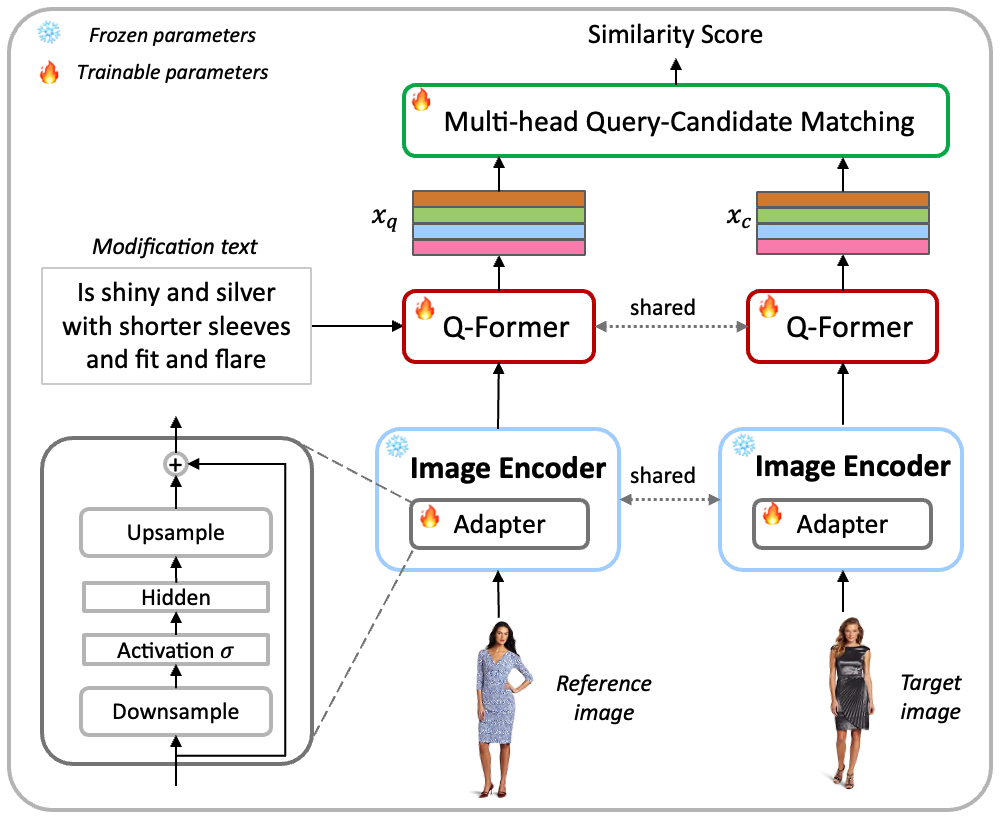 Frozen parameters
Trainable parameters
Similarity Score
Multi-head Query-Candidate Matching
x_q
x_c
Modification text
Is shiny and silver
with shorter sleeves
and fit and flare
Q-Former
shared
Q-Former
Image Encoder
Adapter
shared
Image Encoder
Adapter
+
Upsample
Hidden
Activation σ
Downsample
Reference
image
Target
image